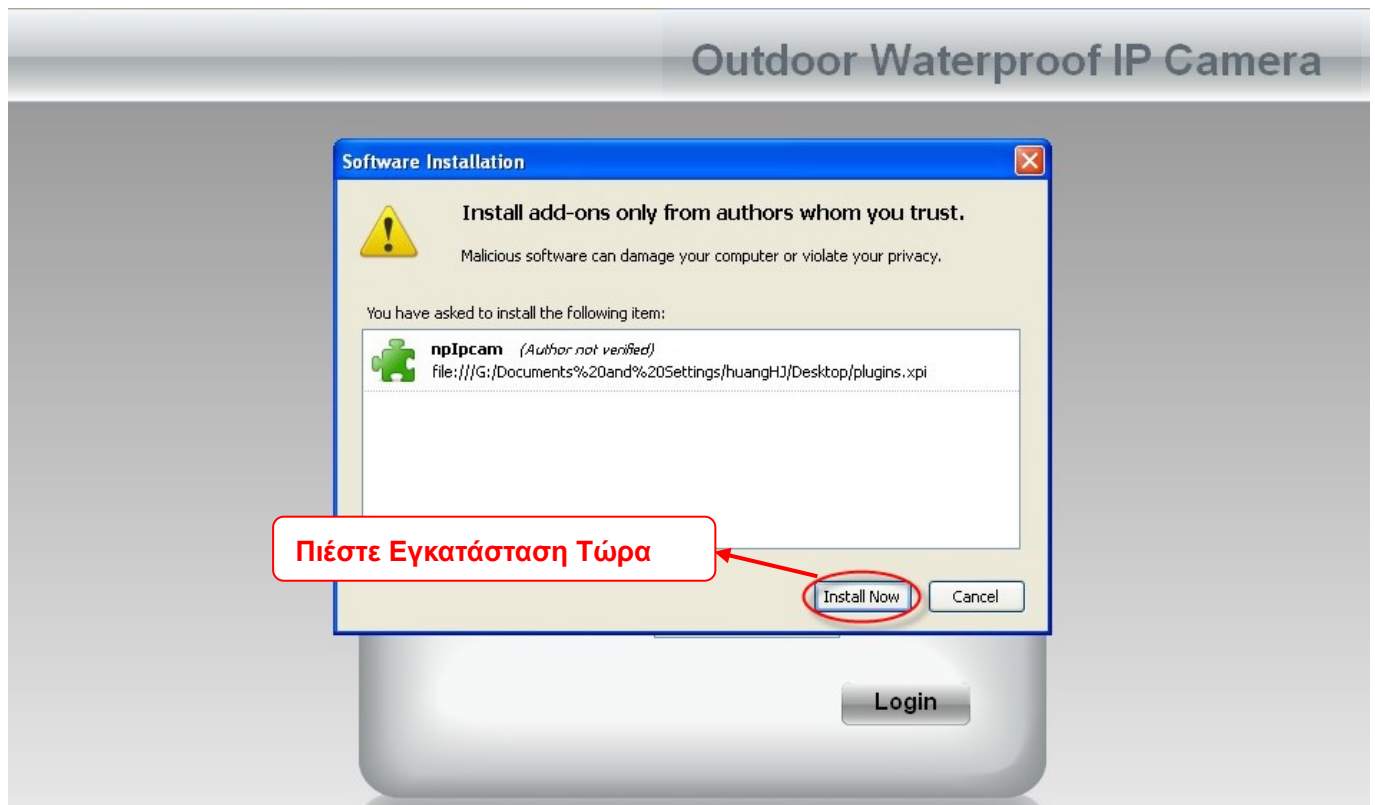 Outdoor Waterproof IP Camera
Software Installation
Install add-ons only from authors whom you trust.
Malicious software can damage your computer or violate your privacy.
You have asked to install the following item:
npIpcam (Author not verified)
file:///G:/Documents%20and%20Settings/huangHJ/Desktop/plugins.xpi
Πιέστε Εγκατάσταση Τώρα
Install Now
Cancel
Login